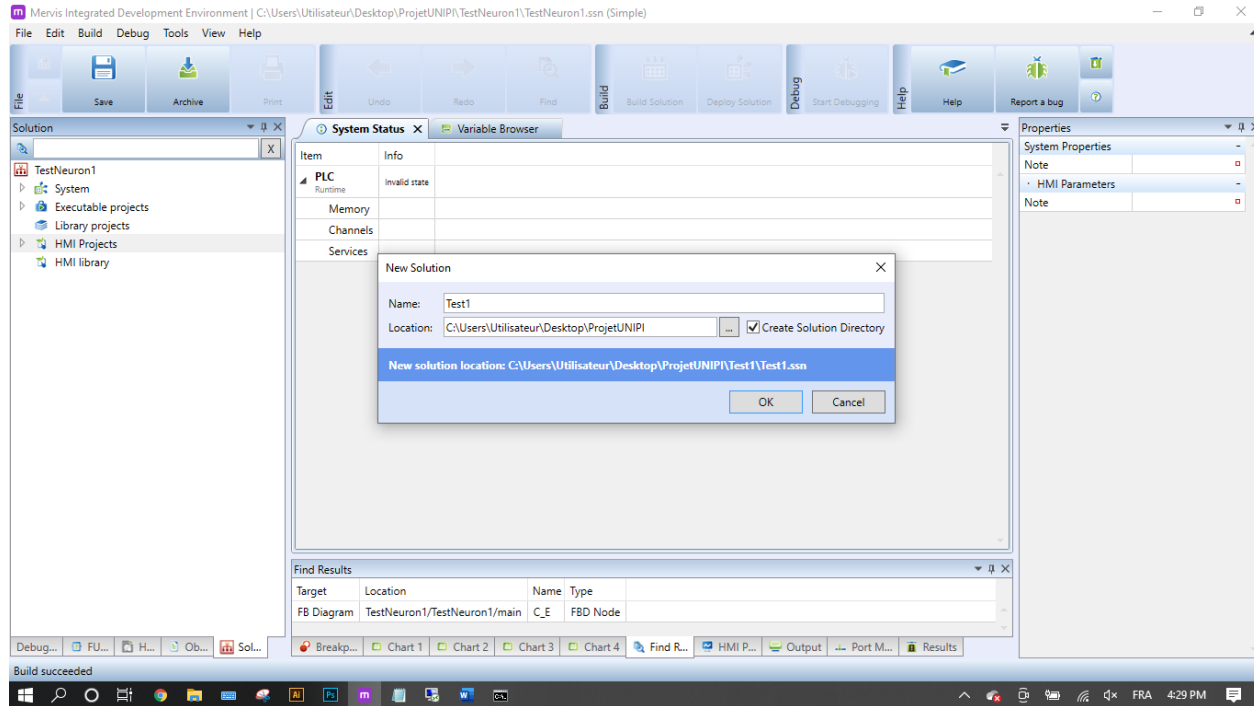 Mervis Integrated Development Environment | C:\Users\Utilisateur\Desktop\ProjetUNIPI\TestNeuron1\TestNeuron1.ssn (Simple)
File Edit Build Debug Tools View Help
File Save Archive Print Edit Undo Redo Find Build Build Solution Deploy Solution Debug Start Debugging Help Help Report a bug
Solution
X
TestNeuron1
System
Executable projects
Library projects
HMI Projects
HMI library
System Status X Variable Browser
Item Info
PLC Invalid state
Runtime
Memory
Channels
Services
Properties
System Properties
Note
HMI Parameters
Note
New Solution
Name: Test1
Location: C:\Users\Utilisateur\Desktop\ProjetUNIPI ... Create Solution Directory
New solution location: C:\Users\Utilisateur\Desktop\ProjetUNIPI\Test1\Test1.ssn
OK Cancel
Find Results
Target Location Name Type
FB Diagram TestNeuron1/TestNeuron1/main C_E FBD Node
Debug... FU... H... Ob... Sol... Breakp... Chart 1 Chart 2 Chart 3 Chart 4 Find R... HMI P... Output Port M... Results
Build succeeded
Ai Ps m W C:\. FRA 4:29 PM